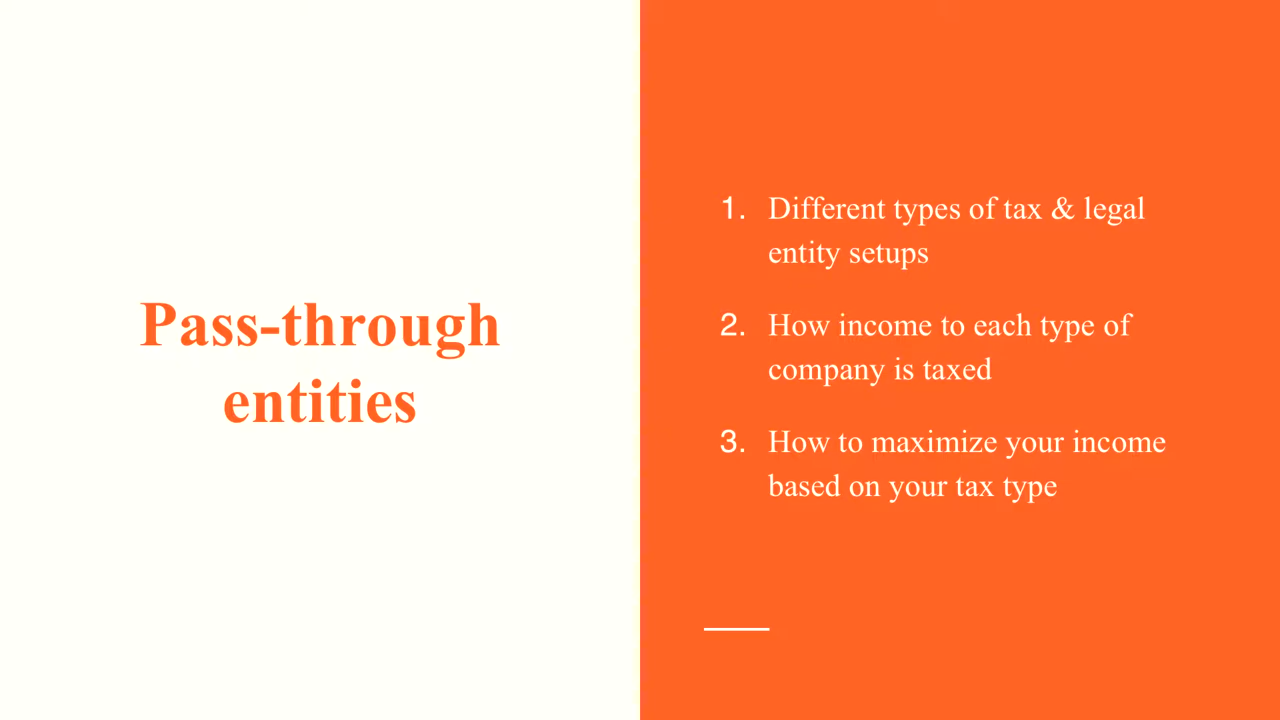 Pass-through
entities
1. Different types of tax & legal
entity setups
2. How income to each type of
company is taxed
3. How to maximize your income
based on your tax type